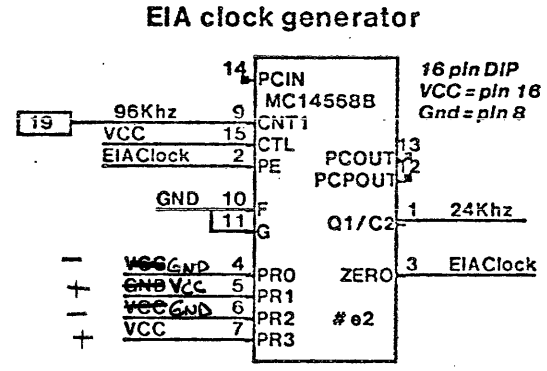 EIA clock generator
14 PCIN
MC14568B
16 pin DIP
VCC = pin 16
Gnd = pin 8
19 96Khz 9 CNT1
VCC 15 CTL
EIAClock 2 PE
PCOUT 13
PCPOUT 12
GND 10 F
11 G
Q1/C2 1 24Khz
- VCC GND 4 PR0
ZERO 3 EIAClock
+ GND VCC 5 PR1
- VCC GND 6 PR2
+ VCC 7 PR3
#e2